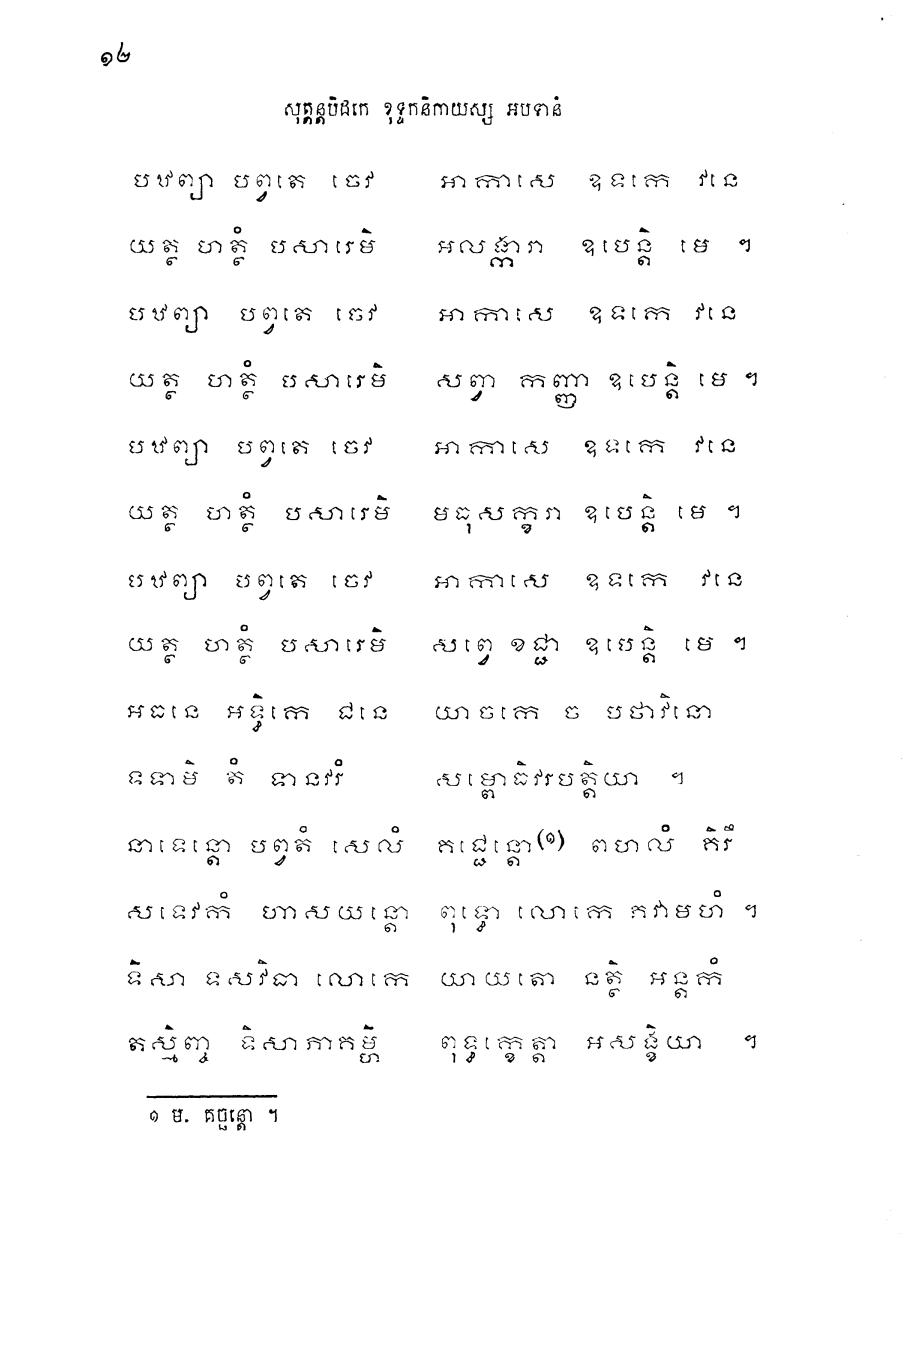 ១២
សុត្តន្តបិដកេ ខុទ្ទកនិកាយស្ស អបទានំ
បឋព្យា បព្វតេ ចេវ អាកាសេ ឧទកេ វនេ
យត្ថ ហត្ថំ បសារេមិ អលង្ការា ឧបេន្តិ មេ ។
បឋព្យា បព្វតេ ចេវ អាកាសេ ឧទកេ វនេ
យត្ថ ហត្ថំ បសារេមិ សព្វា កញ្ញា ឧបេន្តិ មេ ។
បឋព្យា បព្វតេ ចេវ អាកាសេ ឧទកេ វនេ
យត្ថ ហត្ថំ បសារេមិ មធុសក្ខរា ឧបេន្តិ មេ ។
បឋព្យា បព្វតេ ចេវ អាកាសេ ឧទកេ វនេ
យត្ថ ហត្ថំ បសារេមិ សព្វេ ខជ្ជា ឧបេន្តិ មេ ។
អធនេ អទ្ធិកេ ជនេ យាចកេ ច បថាវិនោ
ទទាមិ តំ ទានវរំ សម្ពោធិវរបត្តិយា ។
នាទេន្តោ បព្វតំ សេលំ គជ្ជេន្តោ(១) ពហលំ គិរឹ
សទេវកំ ហាសយន្តោ ពុទ្ធោ លោកេ ភវាមហំ ។
ទិសា ទសវិធា លោកេ យាយតោ នត្ថិ អន្តកំ
តស្មិញ្ច ទិសាភាគម្ហិ ពុទ្ធក្ខេត្តា អសង្ខិយា ។
១ ម. គច្ឆន្តោ ។